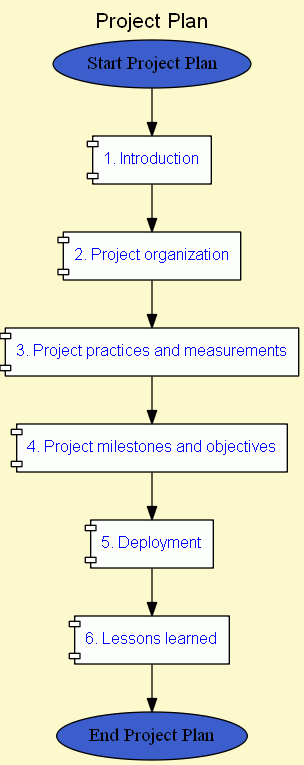 Project Plan
Start Project Plan
1. Introduction
2. Project organization
3. Project practices and measurements
4. Project milestones and objectives
5. Deployment
6. Lessons learned
End Project Plan